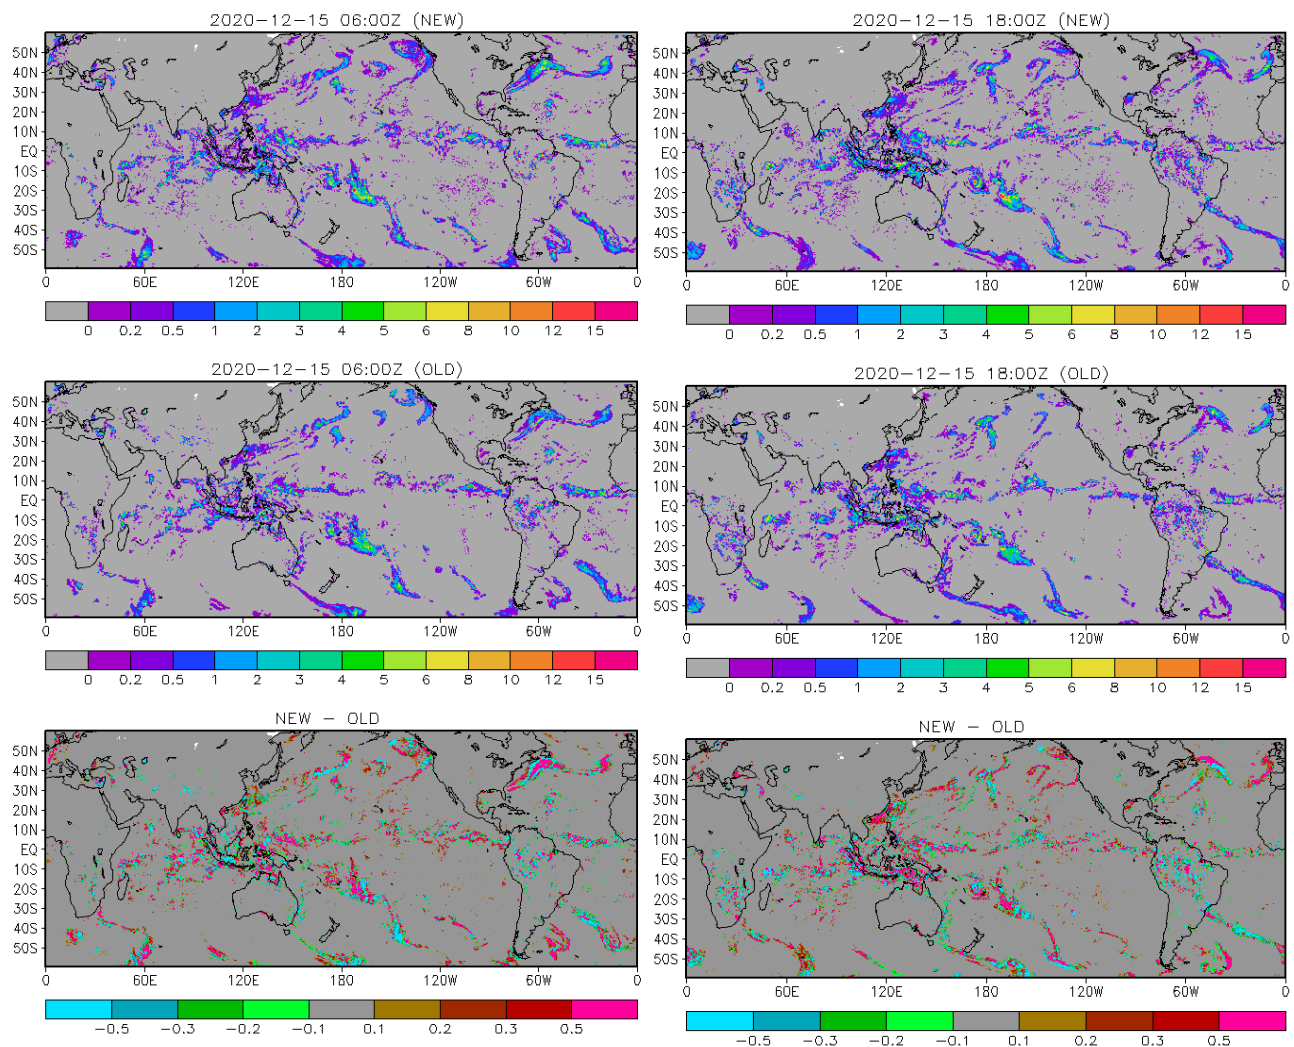 2020-12-15 06:00Z (NEW)
50N
40N
30N
20N
10N
EQ
10S
20S
30S
40S
50S
0 60E 120E 180 120W 60W 0
0 0.2 0.5 1 2 3 4 5 6 8 10 12 15
2020-12-15 18:00Z (NEW)
50N
40N
30N
20N
10N
EQ
10S
20S
30S
40S
50S
0 60E 120E 180 120W 60W 0
0 0.2 0.5 1 2 3 4 5 6 8 10 12 15
2020-12-15 06:00Z (OLD)
50N
40N
30N
20N
10N
EQ
10S
20S
30S
40S
50S
0 60E 120E 180 120W 60W 0
0 0.2 0.5 1 2 3 4 5 6 8 10 12 15
2020-12-15 18:00Z (OLD)
50N
40N
30N
20N
10N
EQ
10S
20S
30S
40S
50S
0 60E 120E 180 120W 60W 0
0 0.2 0.5 1 2 3 4 5 6 8 10 12 15
NEW - OLD
50N
40N
30N
20N
10N
EQ
10S
20S
30S
40S
50S
0 60E 120E 180 120W 60W 0
-0.5 -0.3 -0.2 -0.1 0.1 0.2 0.3 0.5
NEW - OLD
50N
40N
30N
20N
10N
EQ
10S
20S
30S
40S
50S
0 60E 120E 180 120W 60W 0
-0.5 -0.3 -0.2 -0.1 0.1 0.2 0.3 0.5